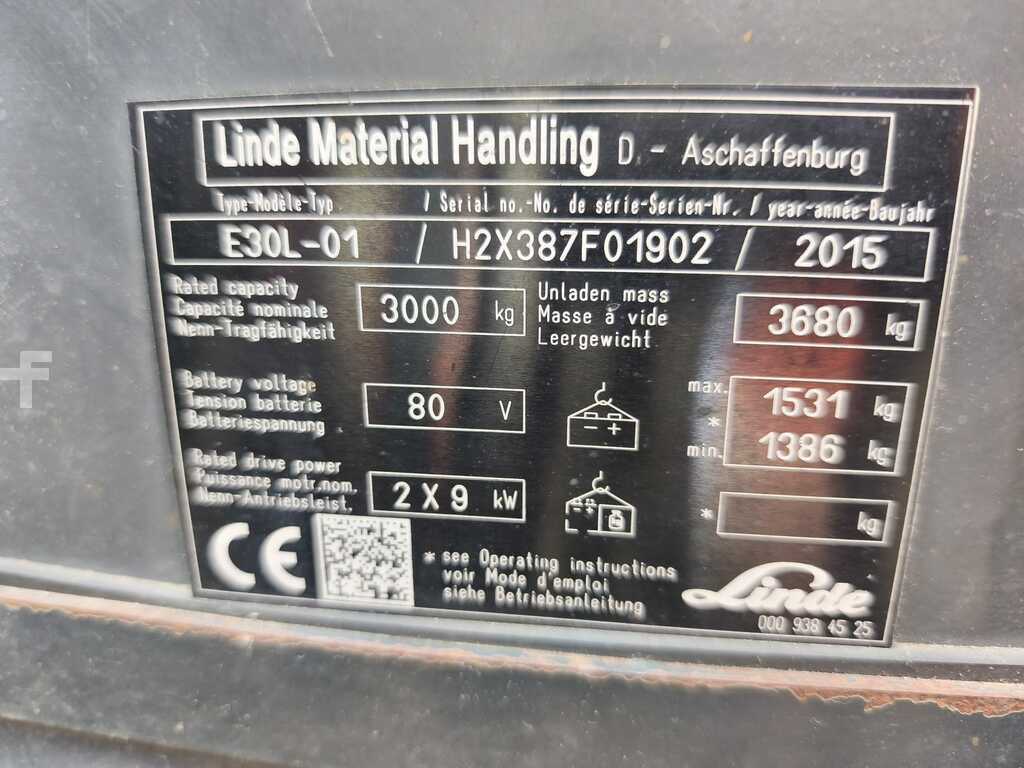 Linde Material Handling D. - Aschaffenburg
Type-Modèle-Typ / Serial no.-No. de série-Serien-Nr. / year-année-Baujahr
E30L-01 / H2X387F01902 / 2015
Rated capacity
Capacité nominale
Nenn-Tragfähigkeit
3000 kg
Unladen mass
Masse à vide
Leergewicht
3680 kg
Battery voltage
Tension batterie
Batteriespannung
80 V
- +
max. 1531 kg
*
min. 1386 kg
Rated drive power
Puissance motr.nom.
Nenn-Antriebsleist.
2 X 9 kW
- +
* kg
CE
* see Operating instructions
voir Mode d'emploi
siehe Betriebsanleitung
Linde
000 938 45 25
f